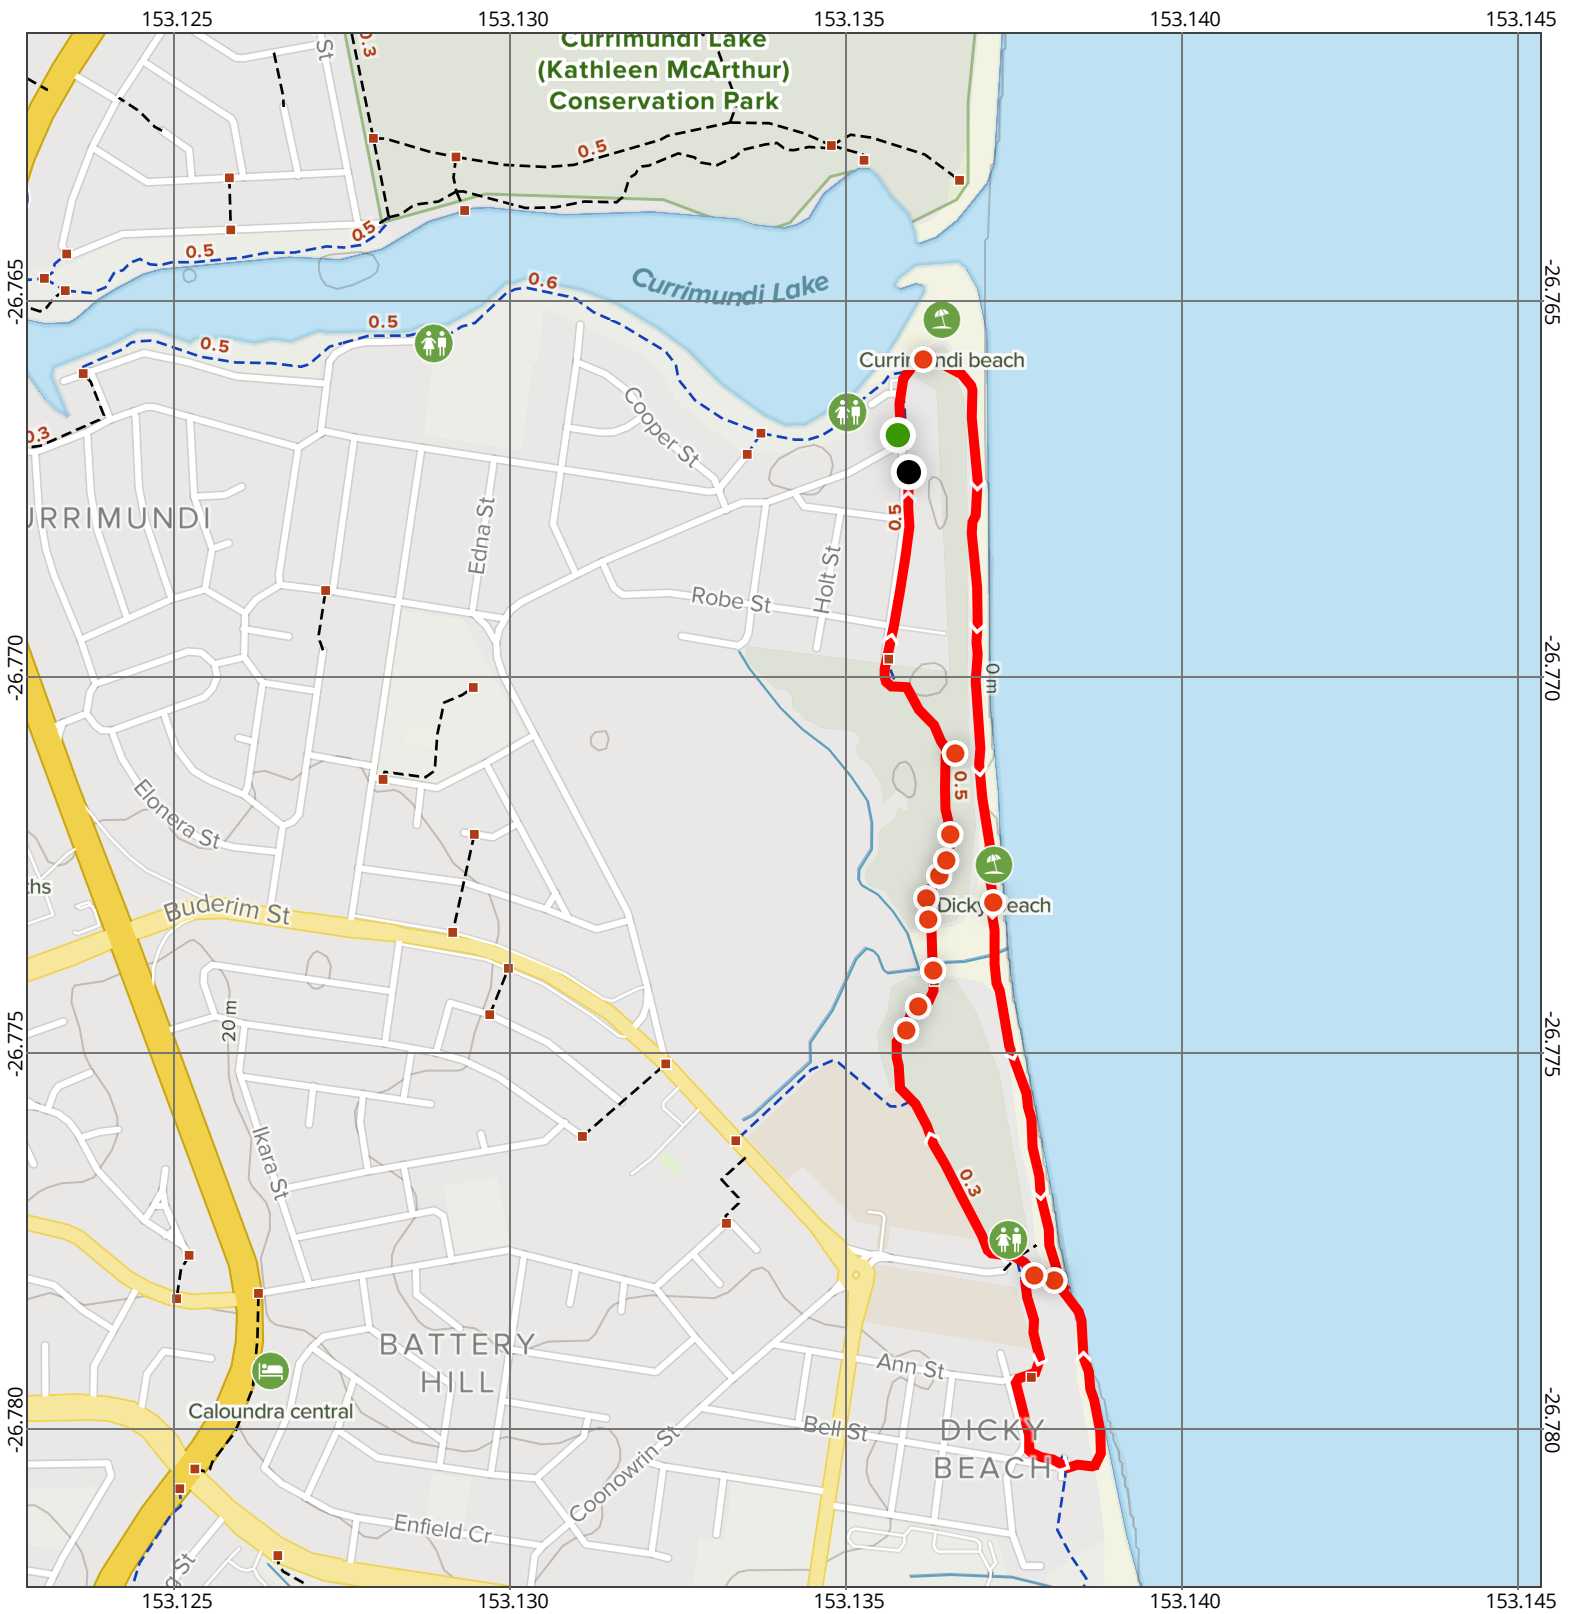 153.125
153.130
153.135
153.140
153.145
St
0.3
Currimundi Lake
(Kathleen McArthur)
Conservation Park
0.5
0.5
0.5
-26.765
-26.765
Currimundi Lake
0.6
0.5
0.5
Cooper St
0.3
URRIMUNDI
Edna St
0.5
Holt St
Robe St
-26.770
-26.770
0 m
0.5
Elonera St
ths
Buderim St
20 m
-26.775
-26.775
Ikara St
0.3
BATTERY
HILL
Ann St
Caloundra central
Bell St
DICKY
BEACH
-26.780
-26.780
Coonowrin St
Enfield Cr
St
153.125
153.130
153.135
153.140
153.145